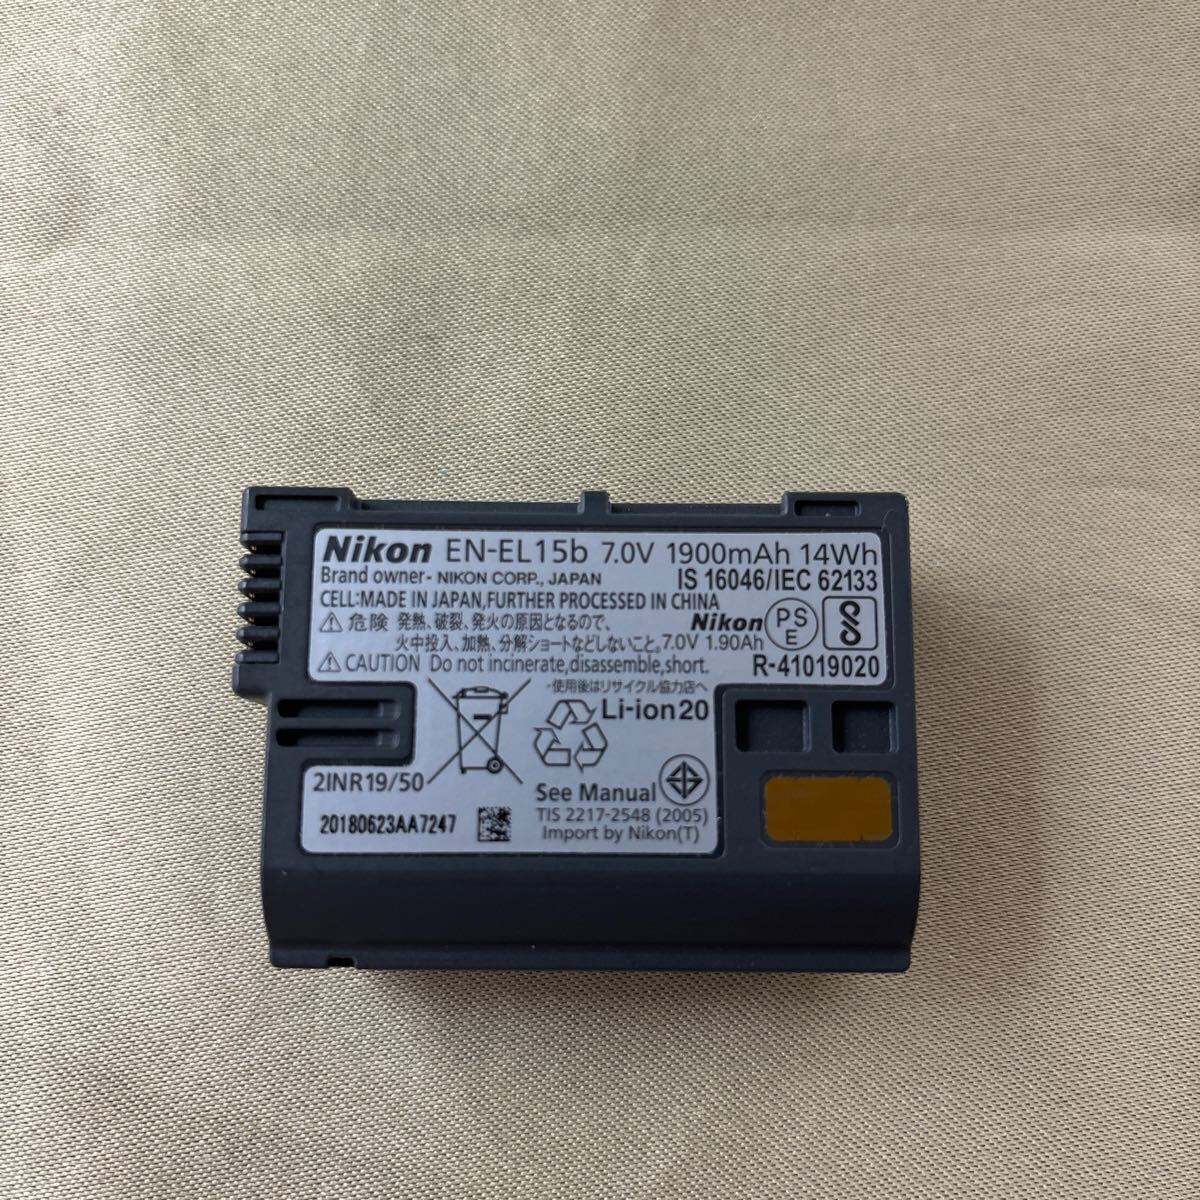 Nikon EN-EL15b 7.0V 1900mAh 14Wh
Brand owner- NIKON CORP., JAPAN IS 16046/IEC 62133
CELL:MADE IN JAPAN,FURTHER PROCESSED IN CHINA
⚠危険 発熱、破裂、発火の原因となるので、 Nikon PSE
火中投入、加熱、分解ショートなどしないこと。7.0V 1.90Ah
⚠CAUTION Do not incinerate,disassemble,short. R-41019020
・使用後はリサイクル協力店へ
Li-ion20
2INR19/50
See Manual
TIS 2217-2548 (2005)
20180623AA7247
Import by Nikon(T)